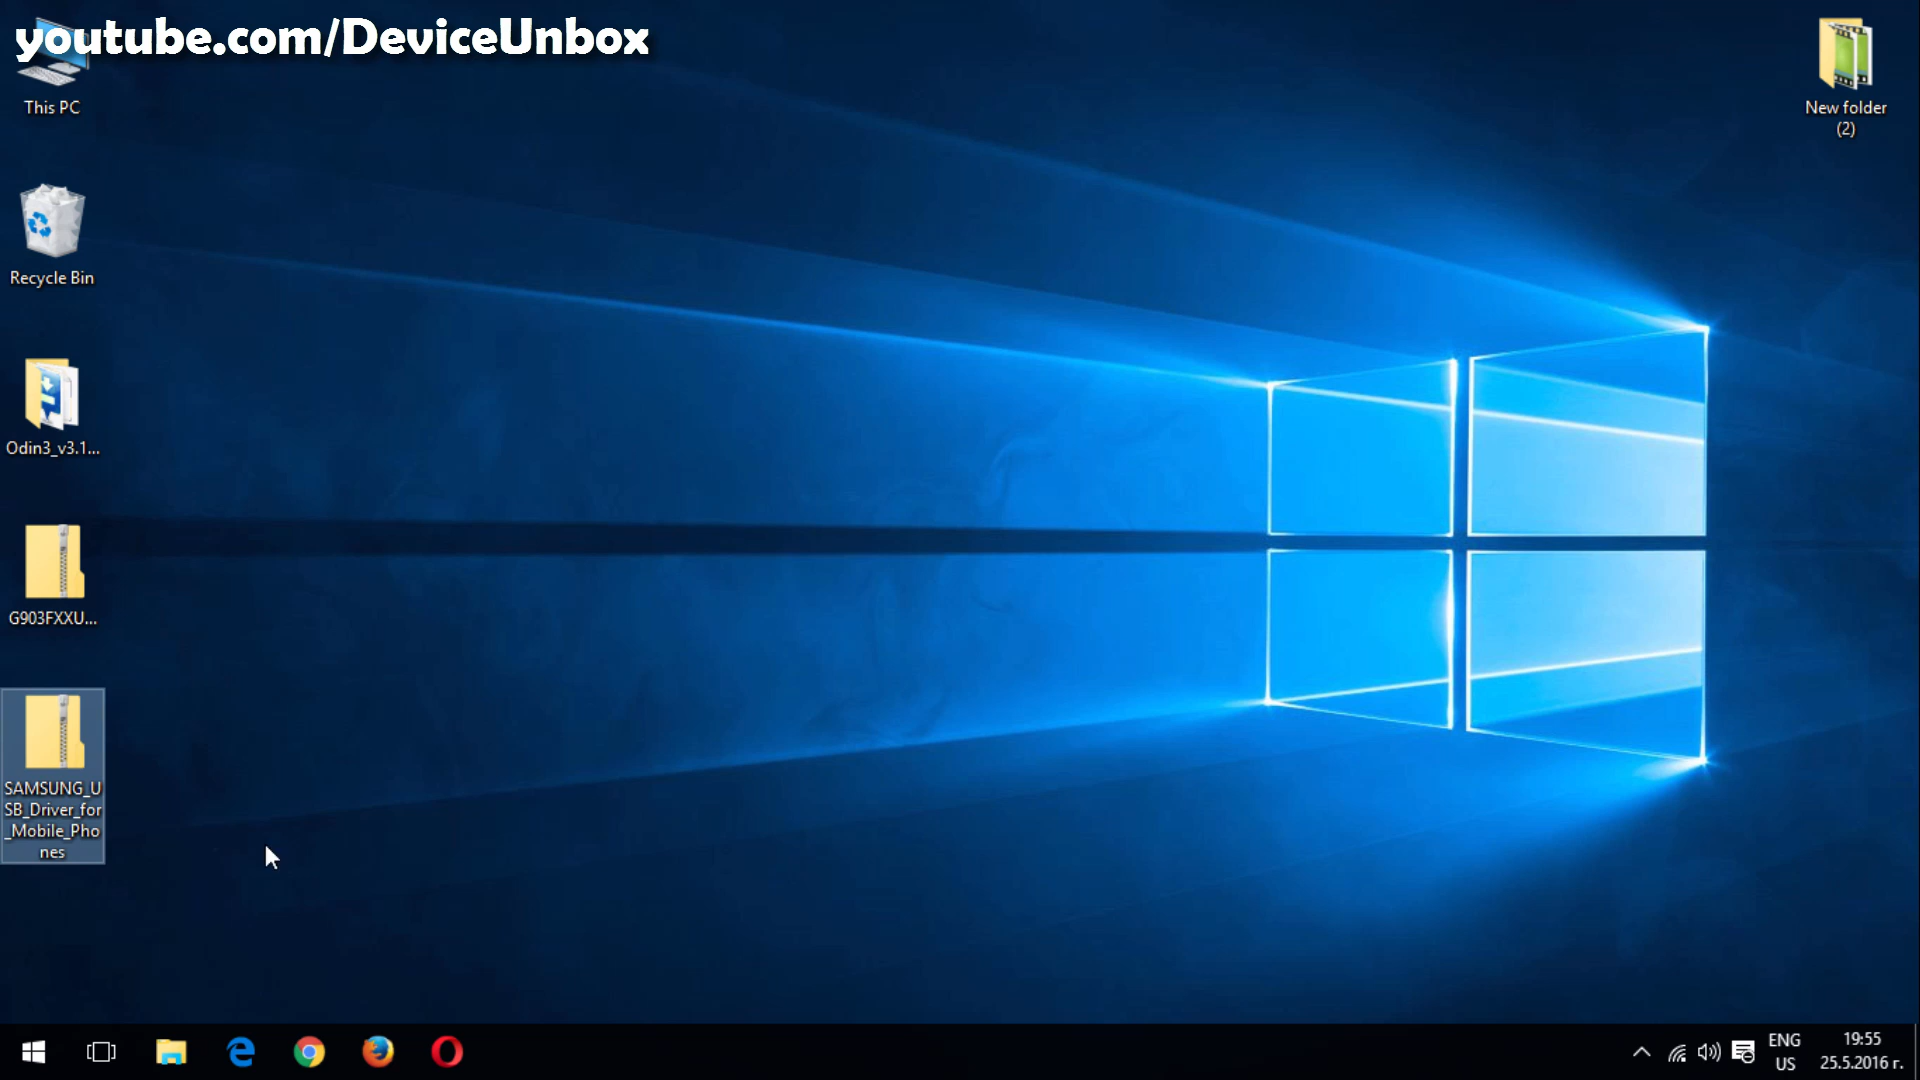 youtube.com/DeviceUnbox
This PC
New folder
(2)
Recycle Bin
Odin3_v3.1...
G903FXXU...
SAMSUNG_U
SB_Driver_for
_Mobile_Pho
nes
ENG
US
19:55
25.5.2016 г.